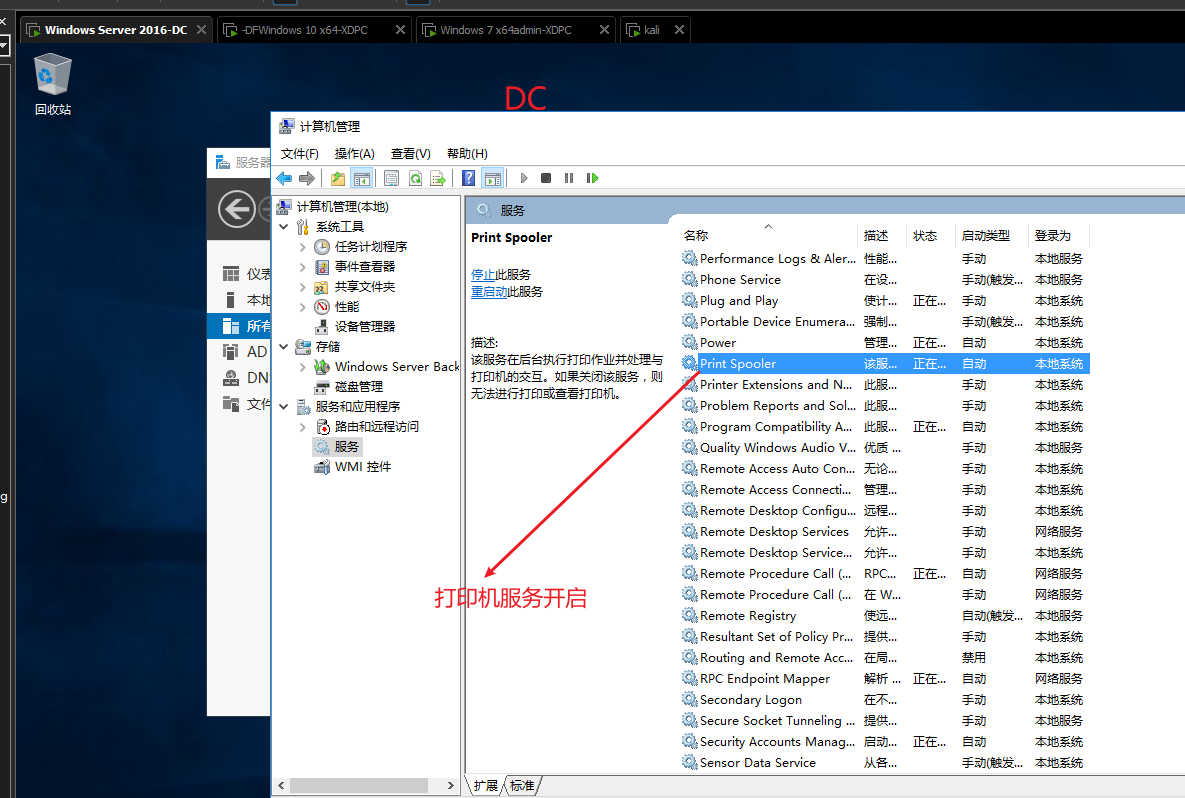 Windows Server 2016-DC
-DFWindows 10 x64-XDPC
Windows 7 x64admin-XDPC
kali
回收站
DC
计算机管理
文件(F) 操作(A) 查看(V) 帮助(H)
服务器
仪表
本地
所有
AD
DN
文件
g
计算机管理(本地)
系统工具
任务计划程序
事件查看器
共享文件夹
性能
设备管理器
存储
Windows Server Back
磁盘管理
服务和应用程序
路由和远程访问
服务
WMI 控件
服务
Print Spooler
停止此服务
重启动此服务
描述:
该服务在后台执行打印作业并处理与
打印机的交互。如果关闭该服务，则
无法进行打印或查看打印机。
打印机服务开启
名称 描述 状态 启动类型 登录为
Performance Logs & Aler... 性能... 手动 本地服务
Phone Service 在设... 手动(触发... 本地服务
Plug and Play 使计... 正在... 手动 本地系统
Portable Device Enumera... 强制... 手动(触发... 本地系统
Power 管理... 正在... 自动 本地系统
Print Spooler 该服... 正在... 自动 本地系统
Printer Extensions and N... 此服... 手动 本地系统
Problem Reports and Sol... 此服... 手动 本地系统
Program Compatibility A... 此服... 正在... 自动 本地系统
Quality Windows Audio V... 优质 ... 手动 本地服务
Remote Access Auto Con... 无论... 手动 本地系统
Remote Access Connecti... 管理... 手动 本地系统
Remote Desktop Configu... 远程... 手动 本地系统
Remote Desktop Services 允许... 手动 网络服务
Remote Desktop Service... 允许... 手动 本地系统
Remote Procedure Call (... RPC... 正在... 自动 网络服务
Remote Procedure Call (... 在 W... 手动 网络服务
Remote Registry 使远... 自动(触发... 本地服务
Resultant Set of Policy Pr... 提供... 手动 本地系统
Routing and Remote Acc... 在局... 禁用 本地系统
RPC Endpoint Mapper 解析 ... 正在... 自动 网络服务
Secondary Logon 在不... 手动 本地系统
Secure Socket Tunneling ... 提供... 手动 本地服务
Security Accounts Manag... 启动... 正在... 自动 本地系统
Sensor Data Service 从各... 手动(触发... 本地系统
扩展 标准